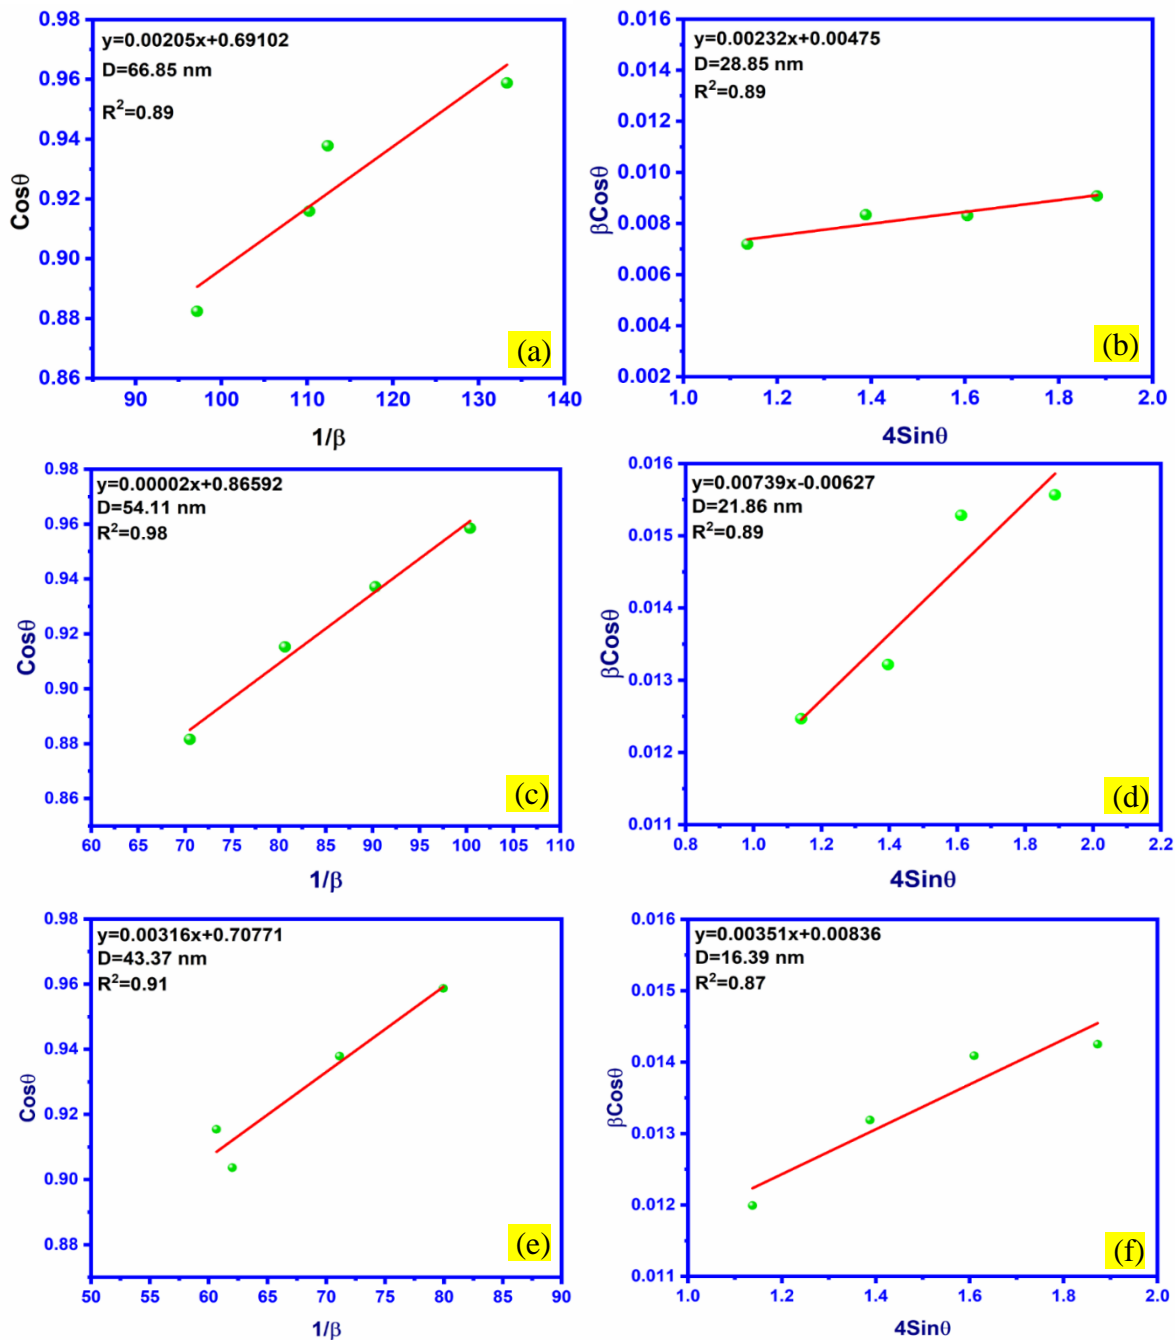 y=0.00205x+0.69102
D=66.85 nm
R²=0.89
Cosθ
0.98
0.96
0.94
0.92
0.90
0.88
0.86
90 100 110 120 130 140
1/β
(a)
y=0.00232x+0.00475
D=28.85 nm
R²=0.89
βCosθ
0.016
0.014
0.012
0.010
0.008
0.006
0.004
0.002
1.0 1.2 1.4 1.6 1.8 2.0
4Sinθ
(b)
y=0.00002x+0.86592
D=54.11 nm
R²=0.98
Cosθ
0.98
0.96
0.94
0.92
0.90
0.88
0.86
60 65 70 75 80 85 90 95 100 105 110
1/β
(c)
y=0.00739x-0.00627
D=21.86 nm
R²=0.89
βCosθ
0.016
0.015
0.014
0.013
0.012
0.011
0.8 1.0 1.2 1.4 1.6 1.8 2.0 2.2
4Sinθ
(d)
y=0.00316x+0.70771
D=43.37 nm
R²=0.91
Cosθ
0.98
0.96
0.94
0.92
0.90
0.88
50 55 60 65 70 75 80 85 90
1/β
(e)
y=0.00351x+0.00836
D=16.39 nm
R²=0.87
βCosθ
0.016
0.015
0.014
0.013
0.012
0.011
1.0 1.2 1.4 1.6 1.8 2.0
4Sinθ
(f)